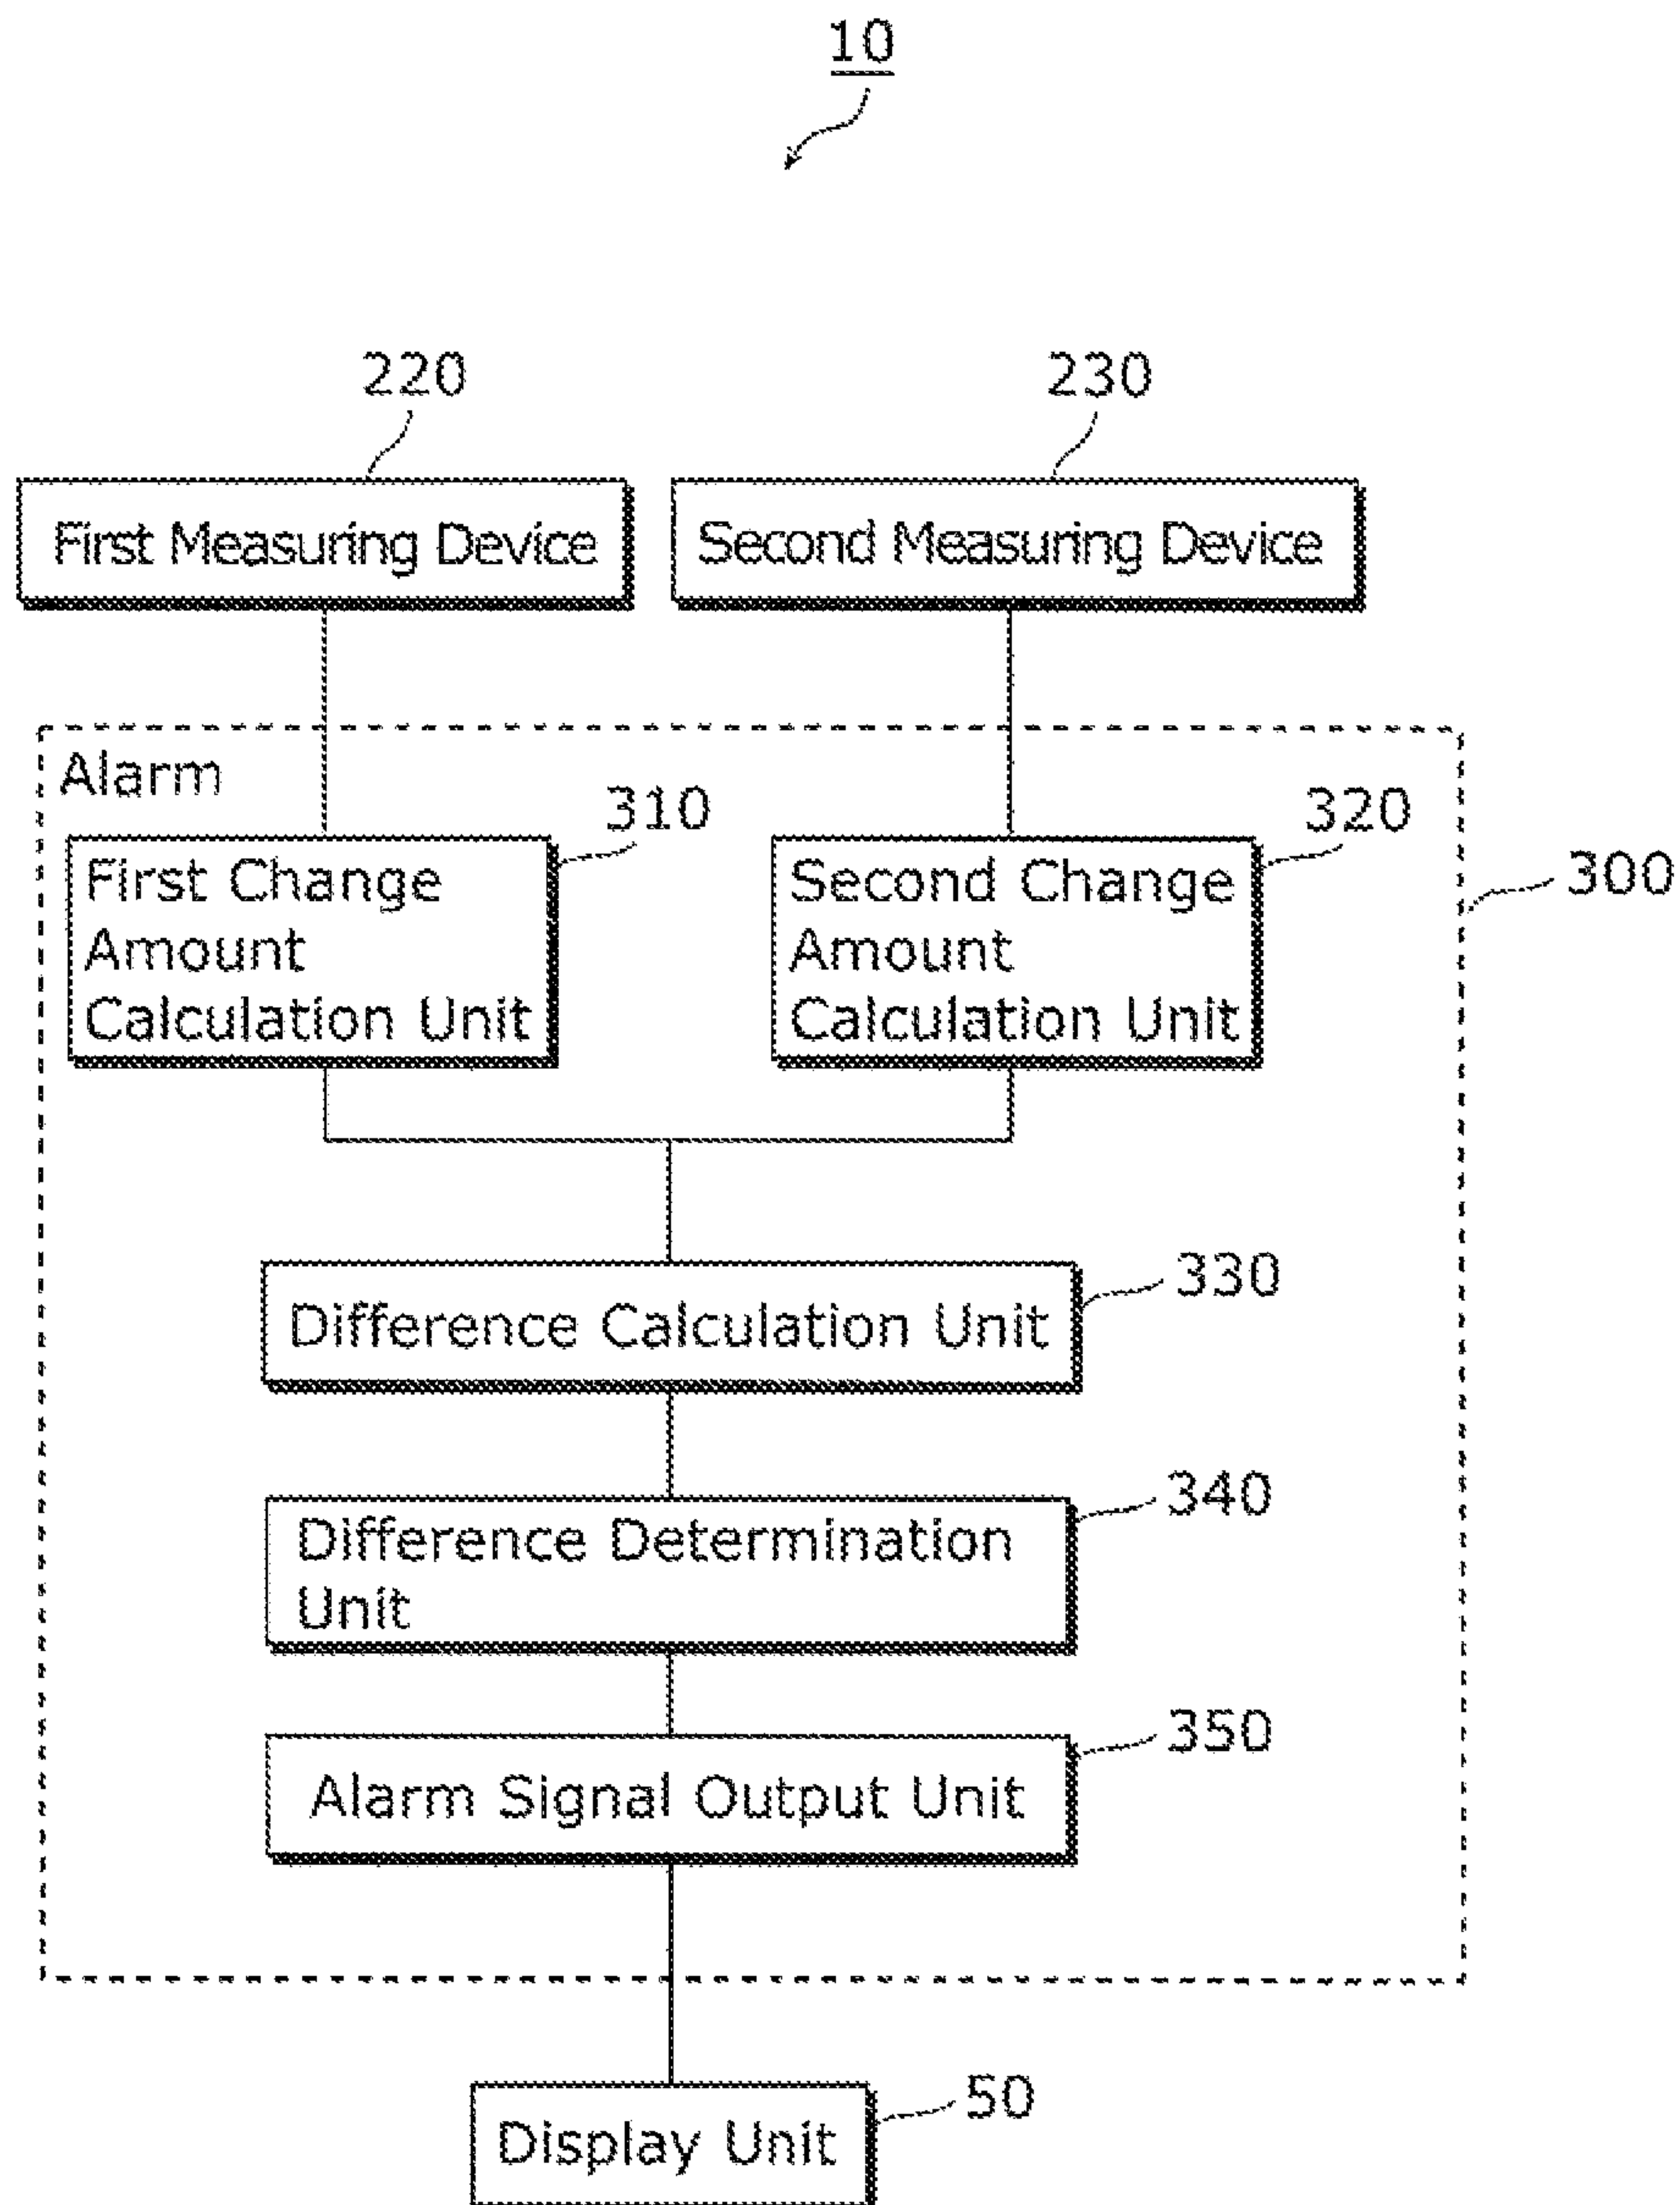 10
220
230
First Measuring Device
Second Measuring Device
Alarm
310
320
300
First Change
Amount
Calculation Unit
Second Change
Amount
Calculation Unit
330
Difference Calculation Unit
340
Difference Determination
Unit
350
Alarm Signal Output Unit
50
Display Unit